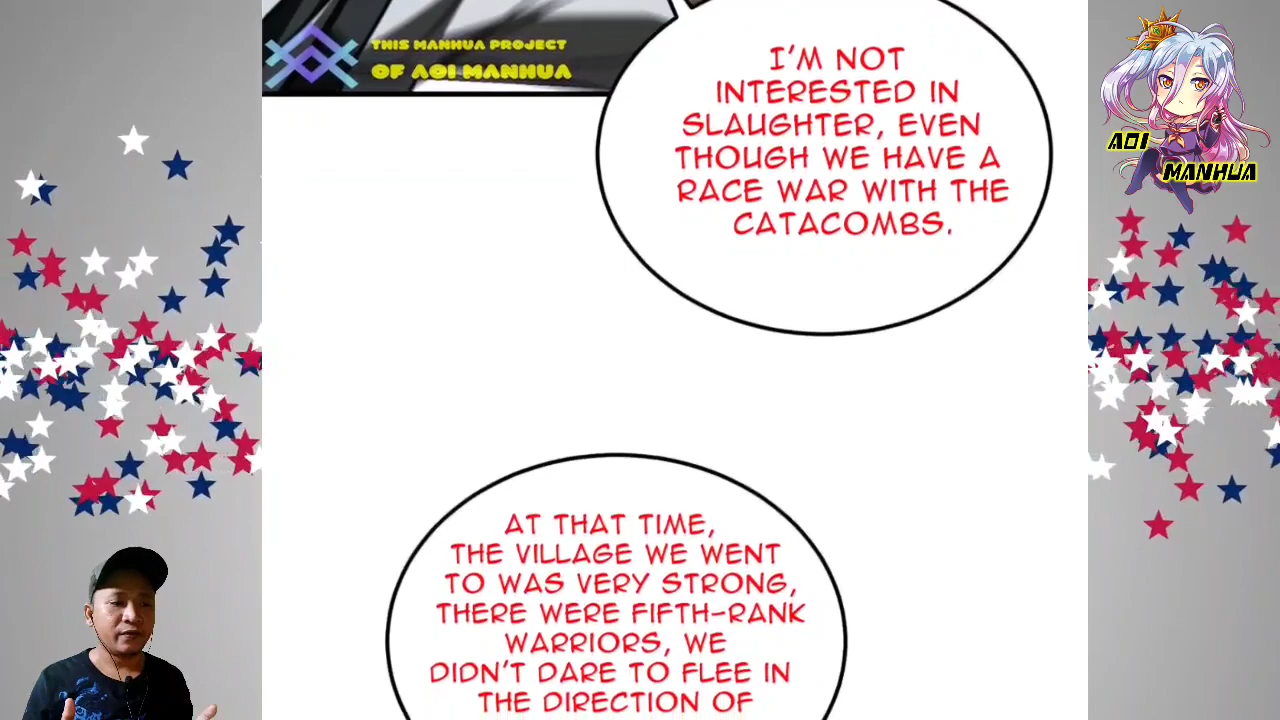 THIS MANHUA PROJECT
OF AOI MANHUA
I'M NOT
INTERESTED IN
SLAUGHTER, EVEN
THOUGH WE HAVE A
RACE WAR WITH THE
CATACOMBS.
AOI
MANHUA
AT THAT TIME,
THE VILLAGE WE WENT
TO WAS VERY STRONG,
THERE WERE FIFTH-RANK
WARRIORS, WE
DIDN'T DARE TO FLEE IN
THE DIRECTION OF